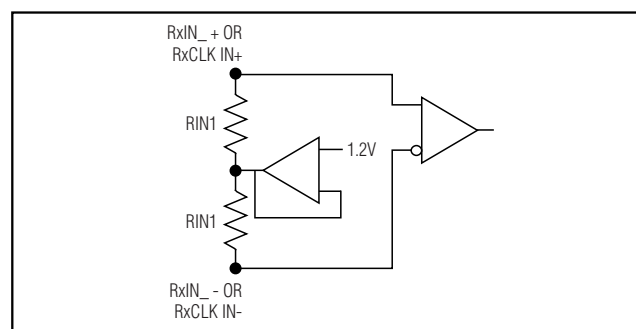 RxIN_ + OR
RxCLK IN+
RIN1
1.2V
RIN1
RxIN_ - OR
RxCLK IN-